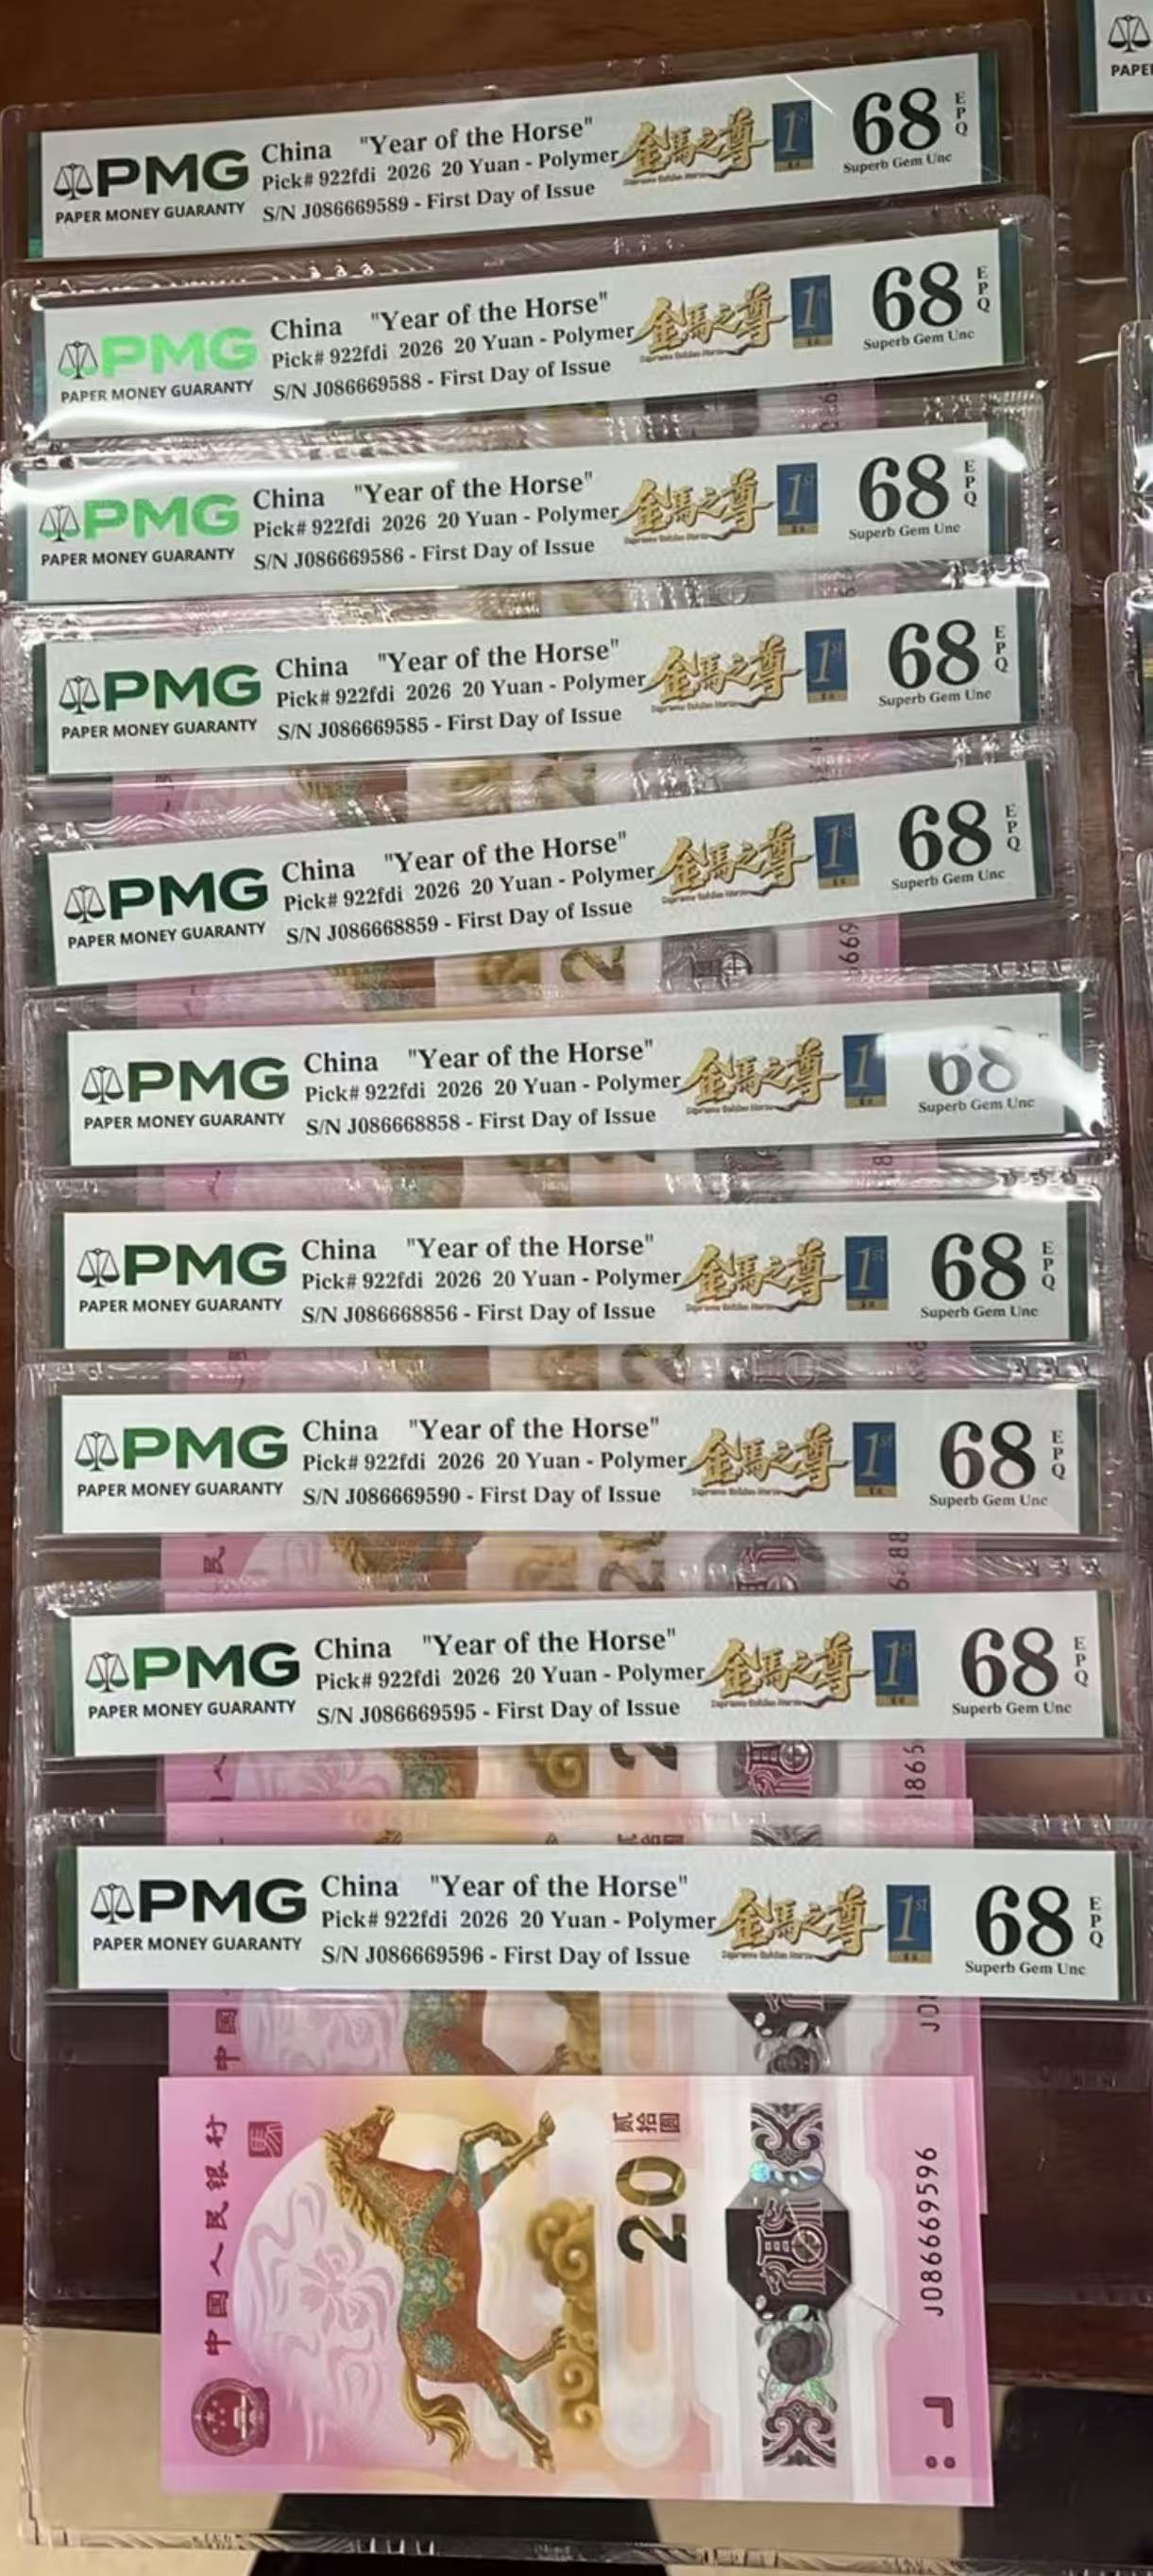 PAPE
PMG
PAPER MONEY GUARANTY
China "Year of the Horse"
Pick# 922fdi 2026 20 Yuan - Polymer
S/N J086669589 - First Day of Issue
金馬之尊
1st
68
EPQ
Superb Gem Unc
PMG
PAPER MONEY GUARANTY
China "Year of the Horse"
Pick# 922fdi 2026 20 Yuan - Polymer
S/N J086669588 - First Day of Issue
金馬之尊
1st
68
EPQ
Superb Gem Unc
PMG
PAPER MONEY GUARANTY
China "Year of the Horse"
Pick# 922fdi 2026 20 Yuan - Polymer
S/N J086669586 - First Day of Issue
金馬之尊
1st
68
EPQ
Superb Gem Unc
PMG
PAPER MONEY GUARANTY
China "Year of the Horse"
Pick# 922fdi 2026 20 Yuan - Polymer
S/N J086669585 - First Day of Issue
金馬之尊
1st
68
EPQ
Superb Gem Unc
PMG
PAPER MONEY GUARANTY
China "Year of the Horse"
Pick# 922fdi 2026 20 Yuan - Polymer
S/N J086668859 - First Day of Issue
金馬之尊
1st
68
EPQ
Superb Gem Unc
PMG
PAPER MONEY GUARANTY
China "Year of the Horse"
Pick# 922fdi 2026 20 Yuan - Polymer
S/N J086668858 - First Day of Issue
金馬之尊
1
68
Superb Gem Unc
PMG
PAPER MONEY GUARANTY
China "Year of the Horse"
Pick# 922fdi 2026 20 Yuan - Polymer
S/N J086668856 - First Day of Issue
金馬之尊
1st
68
EPQ
Superb Gem Unc
PMG
PAPER MONEY GUARANTY
China "Year of the Horse"
Pick# 922fdi 2026 20 Yuan - Polymer
S/N J086669590 - First Day of Issue
金馬之尊
1st
68
EPQ
Superb Gem Unc
PMG
PAPER MONEY GUARANTY
China "Year of the Horse"
Pick# 922fdi 2026 20 Yuan - Polymer
S/N J086669595 - First Day of Issue
金馬之尊
1st
68
EPQ
Superb Gem Unc
PMG
PAPER MONEY GUARANTY
China "Year of the Horse"
Pick# 922fdi 2026 20 Yuan - Polymer
S/N J086669596 - First Day of Issue
金馬之尊
1st
68
EPQ
Superb Gem Unc
中国人民银行
贰拾圆
20
J086669596